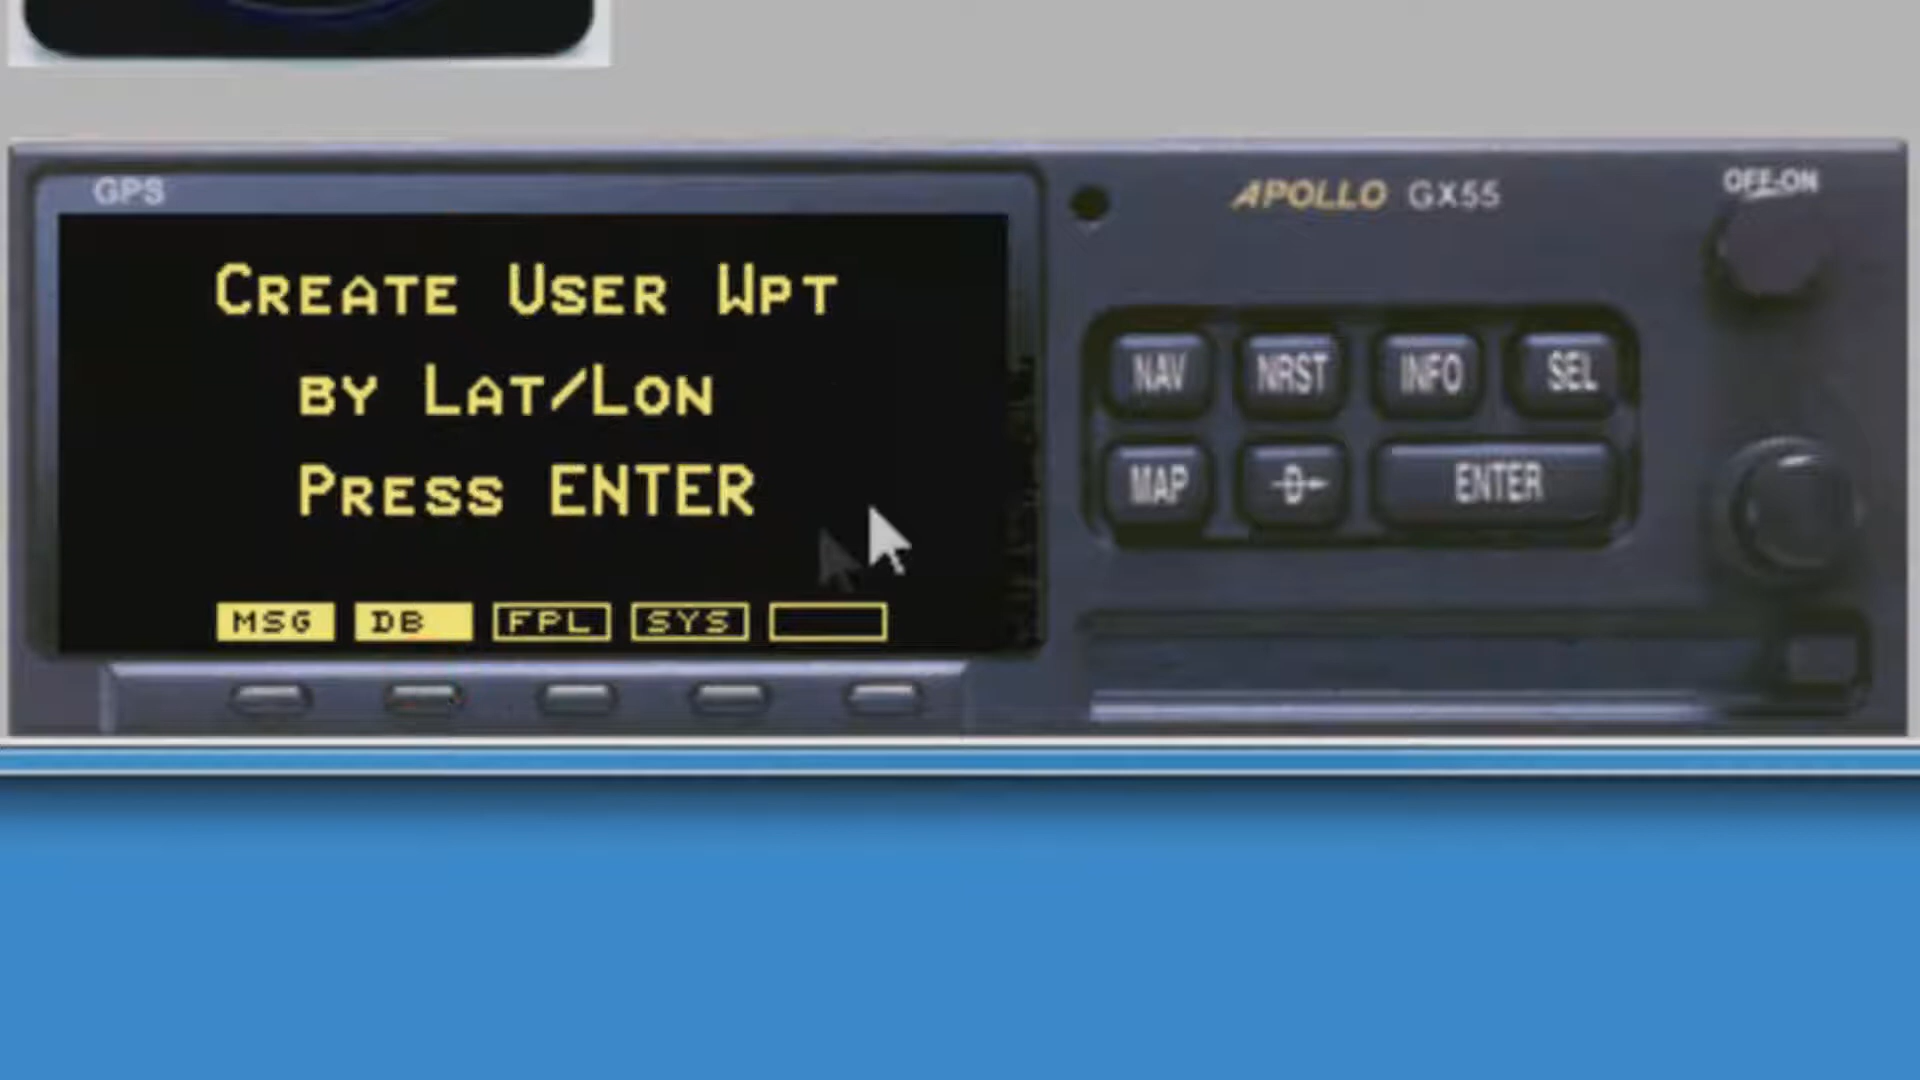 GPS
APOLLO GX55
OFF-ON
CREATE USER WPT
BY LAT/LON
PRESS ENTER
MSG DB FPL SYS
NAV NRST INFO SEL
MAP D ENTER